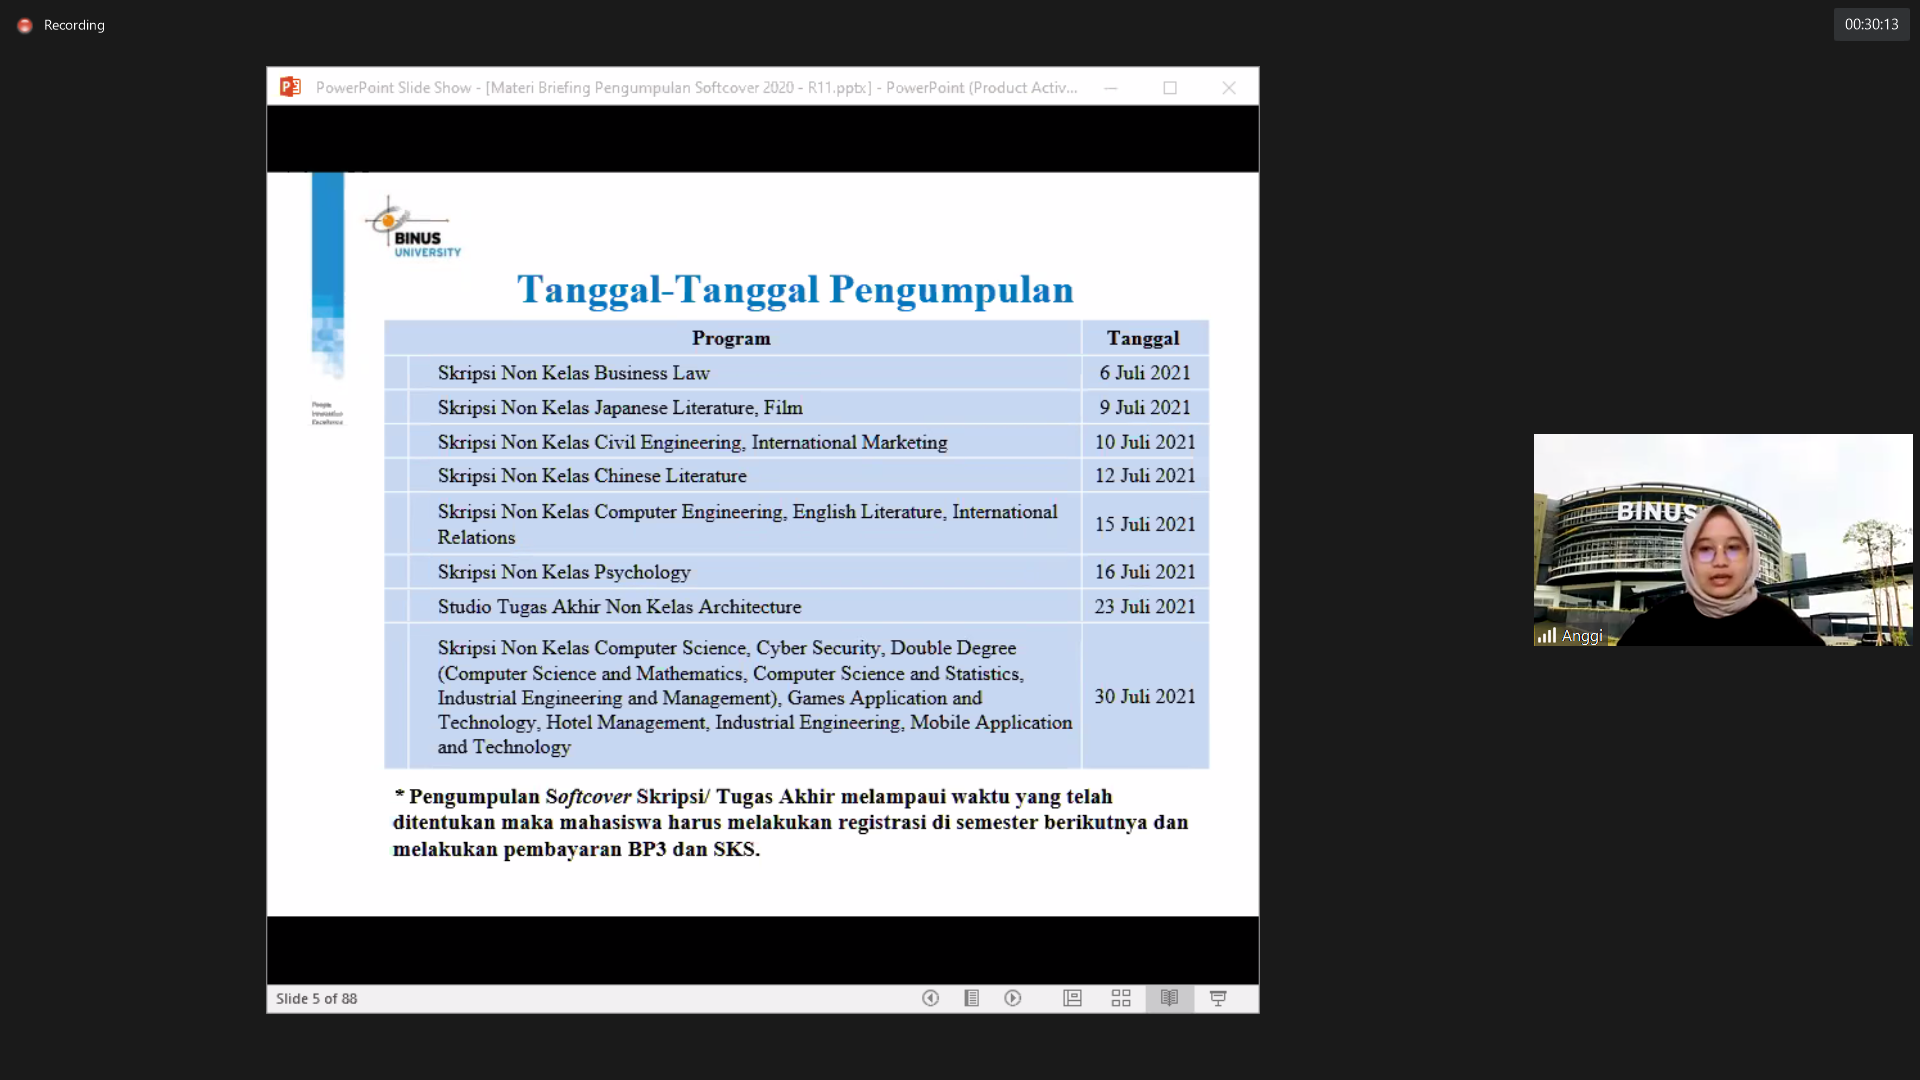 Recording
00:30:13
PowerPoint Slide Show - [Materi Briefing Pengumpulan Softcover 2020 - R11.pptx] - PowerPoint (Product Activ...
BINUS
UNIVERSITY
People
Innovation
Excellence
Tanggal-Tanggal Pengumpulan
Program Tanggal
Skripsi Non Kelas Business Law 6 Juli 2021
Skripsi Non Kelas Japanese Literature, Film 9 Juli 2021
Skripsi Non Kelas Civil Engineering, International Marketing 10 Juli 2021
Skripsi Non Kelas Chinese Literature 12 Juli 2021
Skripsi Non Kelas Computer Engineering, English Literature, International
Relations
15 Juli 2021
Skripsi Non Kelas Psychology 16 Juli 2021
Studio Tugas Akhir Non Kelas Architecture 23 Juli 2021
Skripsi Non Kelas Computer Science, Cyber Security, Double Degree
(Computer Science and Mathematics, Computer Science and Statistics,
Industrial Engineering and Management), Games Application and
Technology, Hotel Management, Industrial Engineering, Mobile Application
and Technology
30 Juli 2021
* Pengumpulan Softcover Skripsi/ Tugas Akhir melampaui waktu yang telah
ditentukan maka mahasiswa harus melakukan registrasi di semester berikutnya dan
melakukan pembayaran BP3 dan SKS.
Slide 5 of 88
BINUS
Anggi